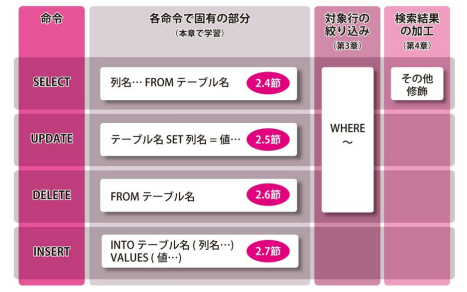 命令
各命令で固有の部分
(本章で学習)
対象行の
絞り込み
(第3章)
検索結果
の加工
(第4章)
SELECT
列名… FROM テーブル名
2.4節
WHERE
～
その他
修飾
UPDATE
テーブル名 SET 列名 = 値…
2.5節
DELETE
FROM テーブル名
2.6節
INSERT
INTO テーブル名 ( 列名…)
VALUES ( 値…)
2.7節